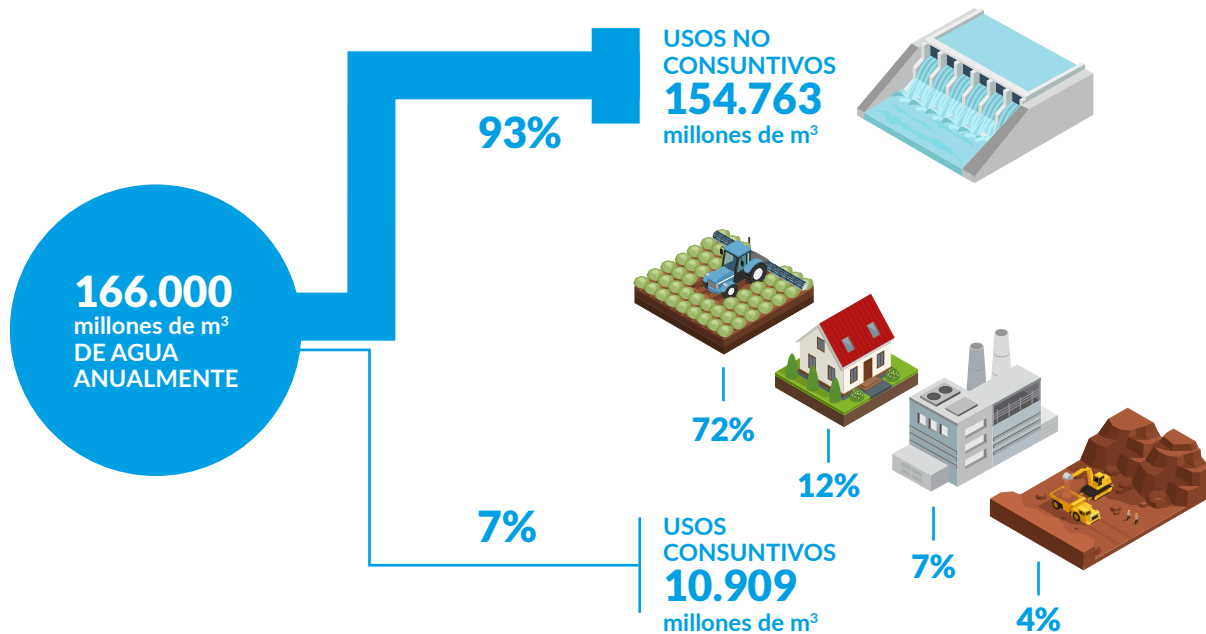 166.000
millones de m³
DE AGUA
ANUALMENTE
93%
USOS NO
CONSUNTIVOS
154.763
millones de m³
72%
12%
7%
4%
7%
USOS
CONSUNTIVOS
10.909
millones de m³